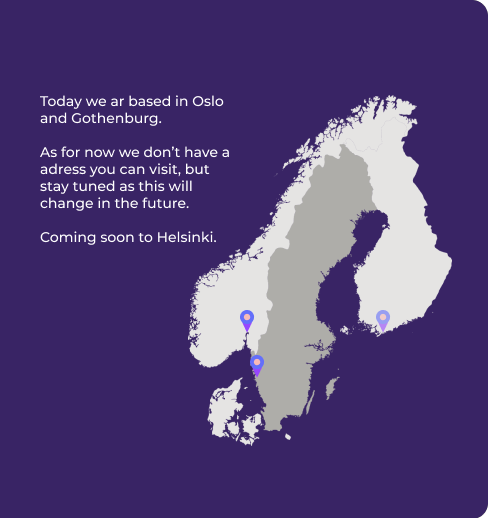 Today we ar based in Oslo
and Gothenburg.
As for now we don't have a
adress you can visit, but
stay tuned as this will
change in the future.
Coming soon to Helsinki.